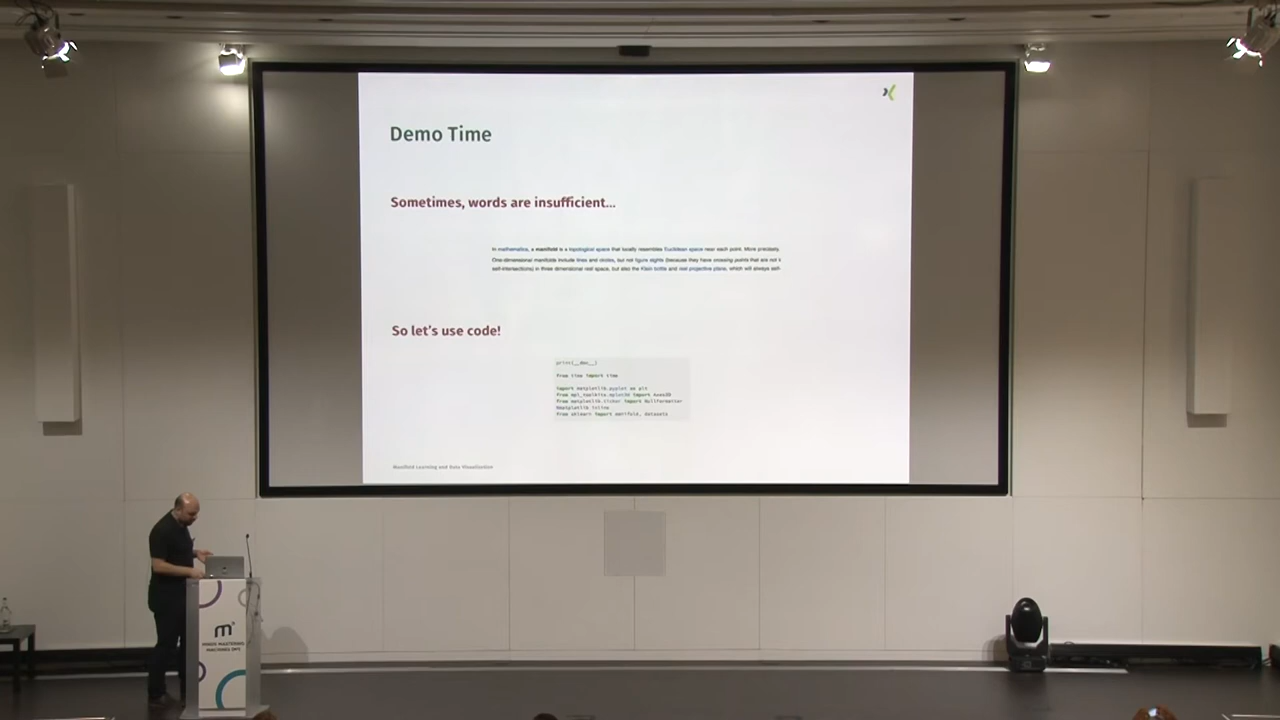 Demo Time
Sometimes, words are insufficient...
In mathematics, a manifold is a topological space that locally resembles Euclidean space near each point. More precisely,
One-dimensional manifolds include lines and circles, but not figure eights (because they have crossing points that are not
self-intersections) in three dimensional real space, but also the Klein bottle and real projective plane, which will always self-
So let's use code!
print(__doc__)
from time import time
import matplotlib.pyplot as plt
from mpl_toolkits.mplot3d import Axes3D
from matplotlib.ticker import NullFormatter
%matplotlib inline
from sklearn import manifold, datasets
Manifold Learning and Data Visualization
m³
MINDS MASTERING
MACHINES